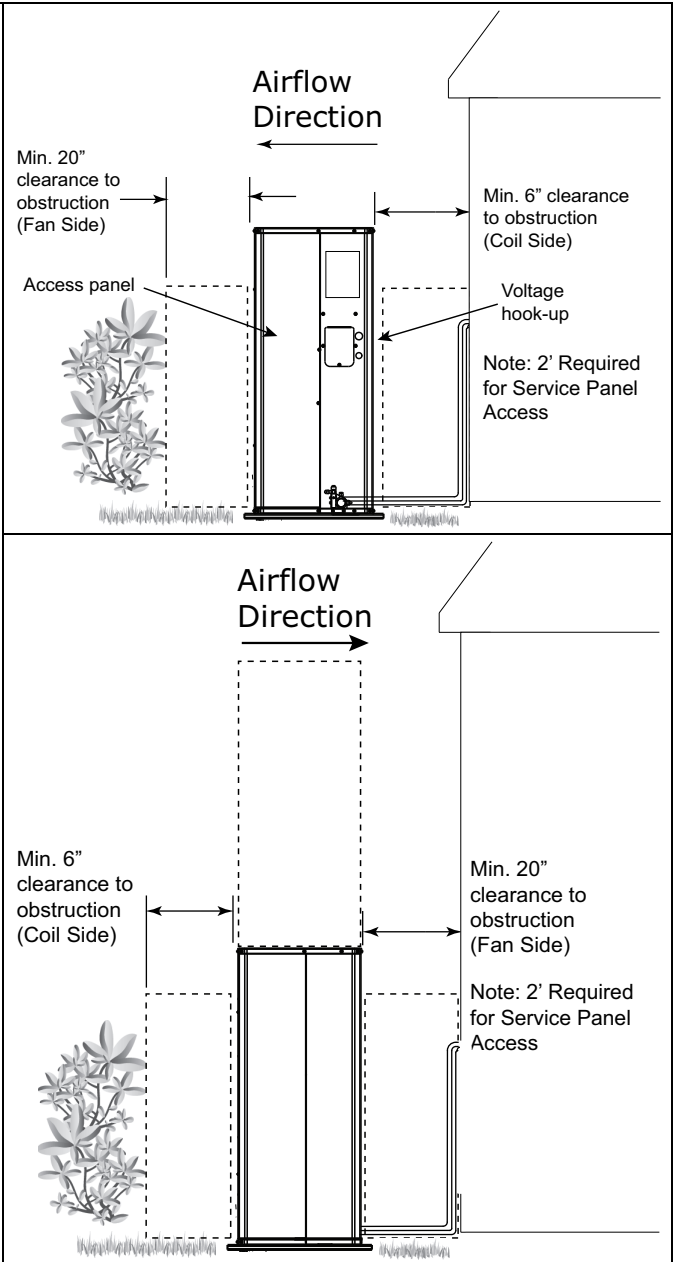 Airflow
Direction
Min. 20”
clearance to
obstruction
(Fan Side)
Min. 6” clearance
to obstruction
(Coil Side)
Access panel
Voltage
hook-up
Note: 2’ Required
for Service Panel
Access
Airflow
Direction
Min. 6”
clearance to
obstruction
(Coil Side)
Min. 20”
clearance to
obstruction
(Fan Side)
Note: 2’ Required
for Service Panel
Access